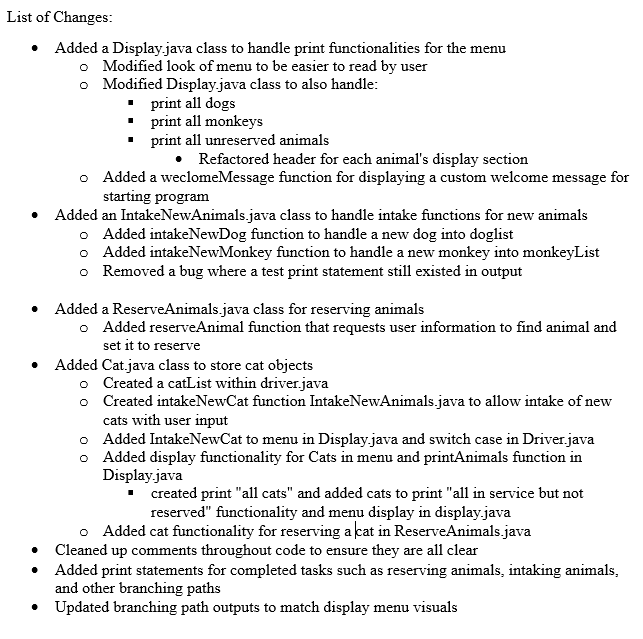 List of Changes:
• Added a Display.java class to handle print functionalities for the menu
o Modified look of menu to be easier to read by user
o Modified Display.java class to also handle:
▪ print all dogs
▪ print all monkeys
▪ print all unreserved animals
• Refactored header for each animal's display section
o Added a weclomeMessage function for displaying a custom welcome message for
starting program
• Added an IntakeNewAnimals.java class to handle intake functions for new animals
o Added intakeNewDog function to handle a new dog into doglist
o Added intakeNewMonkey function to handle a new monkey into monkeyList
o Removed a bug where a test print statement still existed in output
• Added a ReserveAnimals.java class for reserving animals
o Added reserveAnimal function that requests user information to find animal and
set it to reserve
• Added Cat.java class to store cat objects
o Created a catList within driver.java
o Created intakeNewCat function IntakeNewAnimals.java to allow intake of new
cats with user input
o Added IntakeNewCat to menu in Display.java and switch case in Driver.java
o Added display functionality for Cats in menu and printAnimals function in
Display.java
▪ created print "all cats" and added cats to print "all in service but not
reserved" functionality and menu display in display.java
o Added cat functionality for reserving a cat in ReserveAnimals.java
• Cleaned up comments throughout code to ensure they are all clear
• Added print statements for completed tasks such as reserving animals, intaking animals,
and other branching paths
• Updated branching path outputs to match display menu visuals